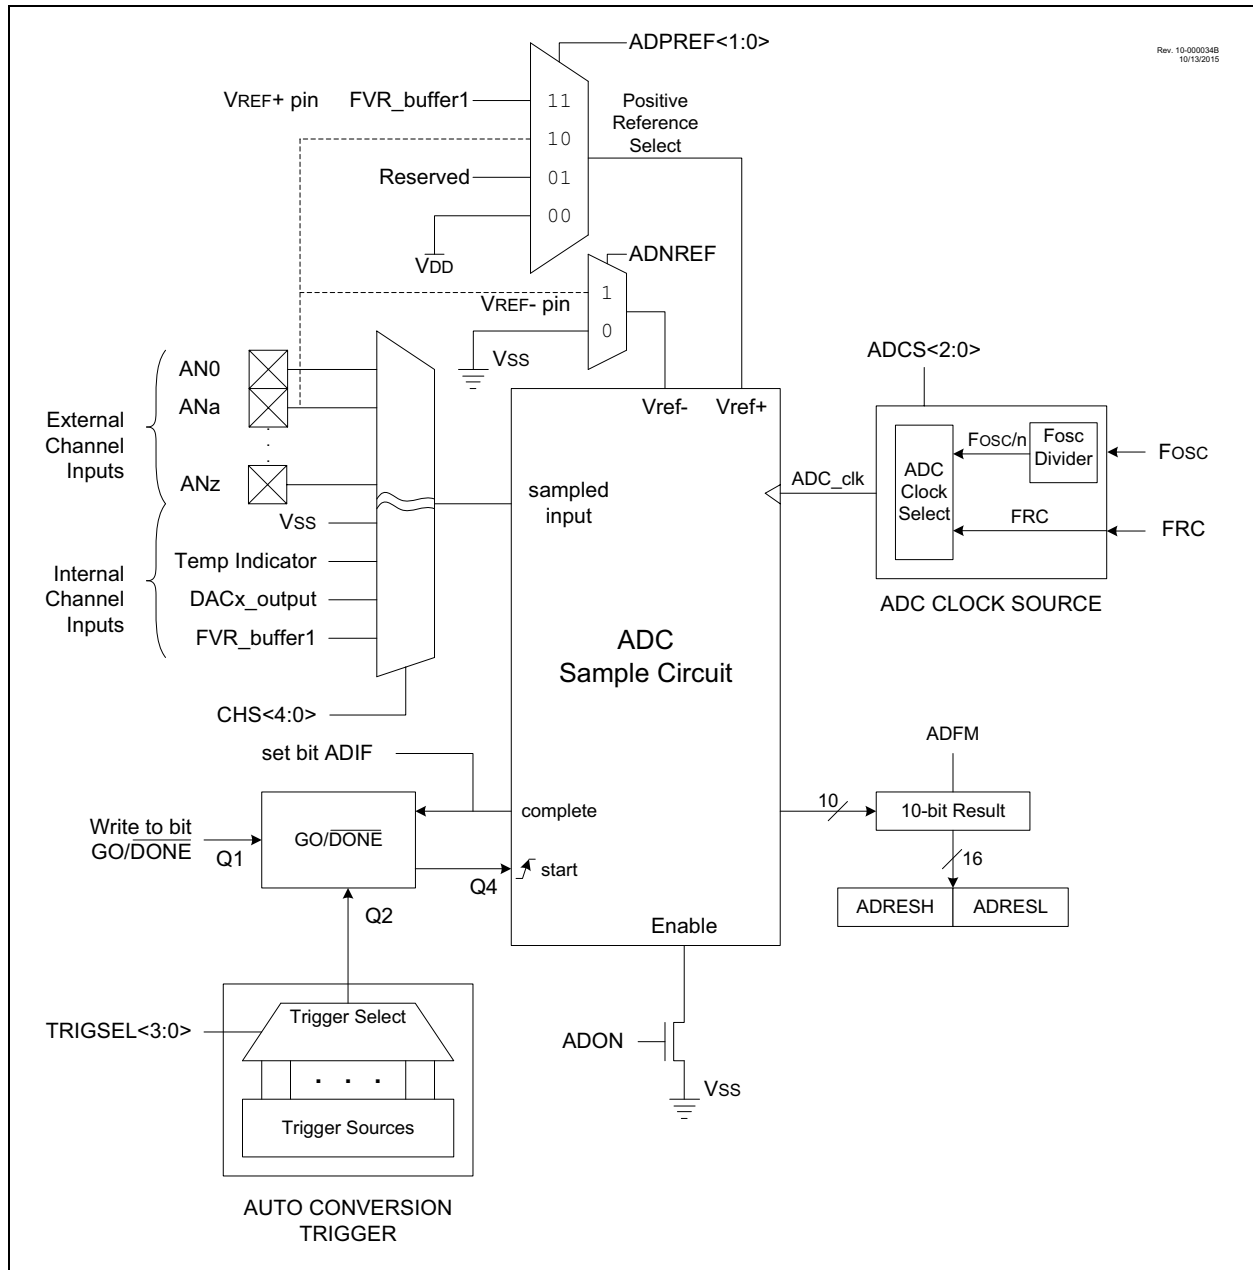 Rev. 10-000034B
10/13/2015
ADPREF<1:0>
VREF+ pin
FVR_buffer1
11
10
Reserved
01
00
VDD
Positive
Reference
Select
ADNREF
VREF- pin
1
0
VSS
External
Channel
Inputs
AN0
ANa
.
.
.
ANz
Internal
Channel
Inputs
VSS
Temp Indicator
DACx_output
FVR_buffer1
CHS<4:0>
Vref-
Vref+
sampled
input
ADC
Sample Circuit
ADCS<2:0>
ADC_clk
ADC
Clock
Select
FOSC/n
Fosc
Divider
FOSC
FRC
FRC
ADC CLOCK SOURCE
set bit ADIF
complete
Write to bit
GO/DONE
Q1
GO/DONE
Q4
start
Q2
Enable
ADFM
10
10-bit Result
16
ADRESH
ADRESL
TRIGSEL<3:0>
Trigger Select
. . .
Trigger Sources
AUTO CONVERSION
TRIGGER
ADON
VSS